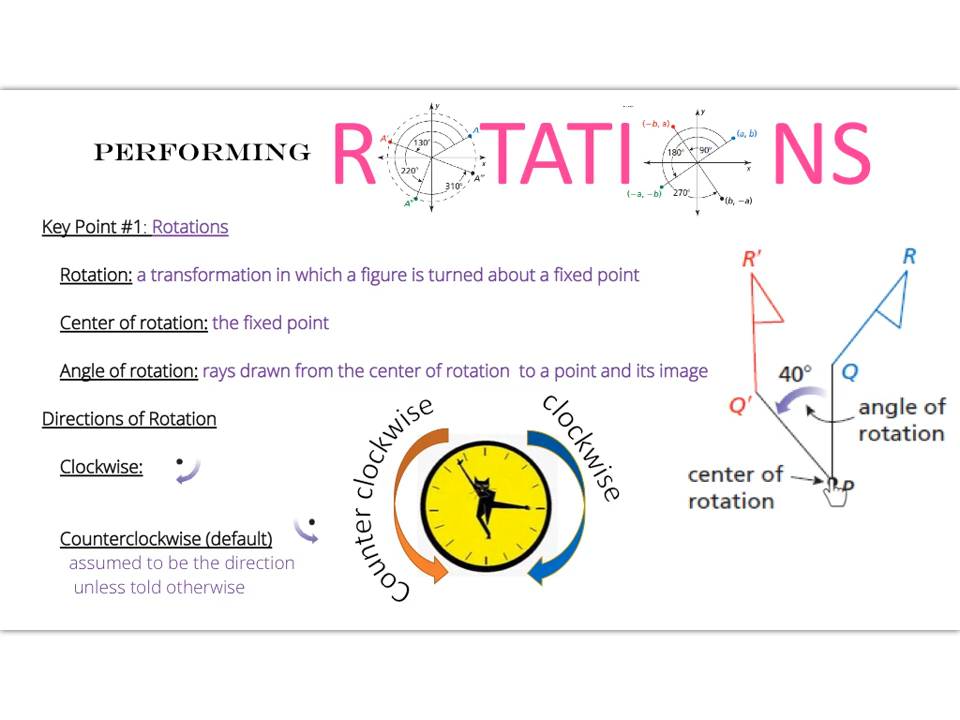 PERFORMING R TATI NS
y
A'
A
130°
x
220°
A"
310°
A"
y
(−b, a)
(a, b)
180°
90°
x
(−a, −b)
270°
(b, −a)
Key Point #1: Rotations
Rotation: a transformation in which a figure is turned about a fixed point
Center of rotation: the fixed point
Angle of rotation: rays drawn from the center of rotation to a point and its image
Directions of Rotation
Clockwise:
Counterclockwise (default)
assumed to be the direction
unless told otherwise
Counter clockwise
clockwise
R'
R
40°
Q
Q'
angle of
rotation
center of
rotation
P